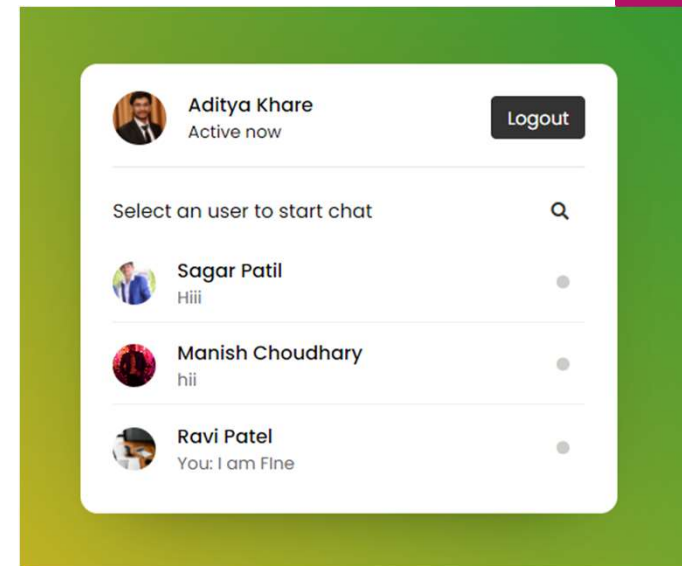 Aditya Khare
Active now
Logout
Select an user to start chat
Sagar Patil
Hiii
Manish Choudhary
hii
Ravi Patel
You: I am FIne